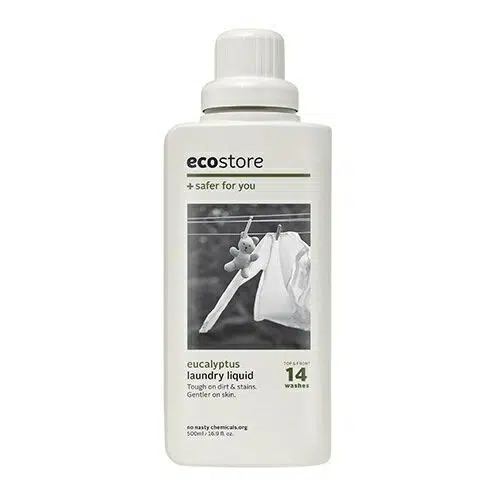 ecostore
+ safer for you
eucalyptus
laundry liquid
Tough on dirt & stains.
Gentler on skin.
TOP & FRONT
14
washes
no nasty chemicals.org
500ml / 16.9 fl. oz.